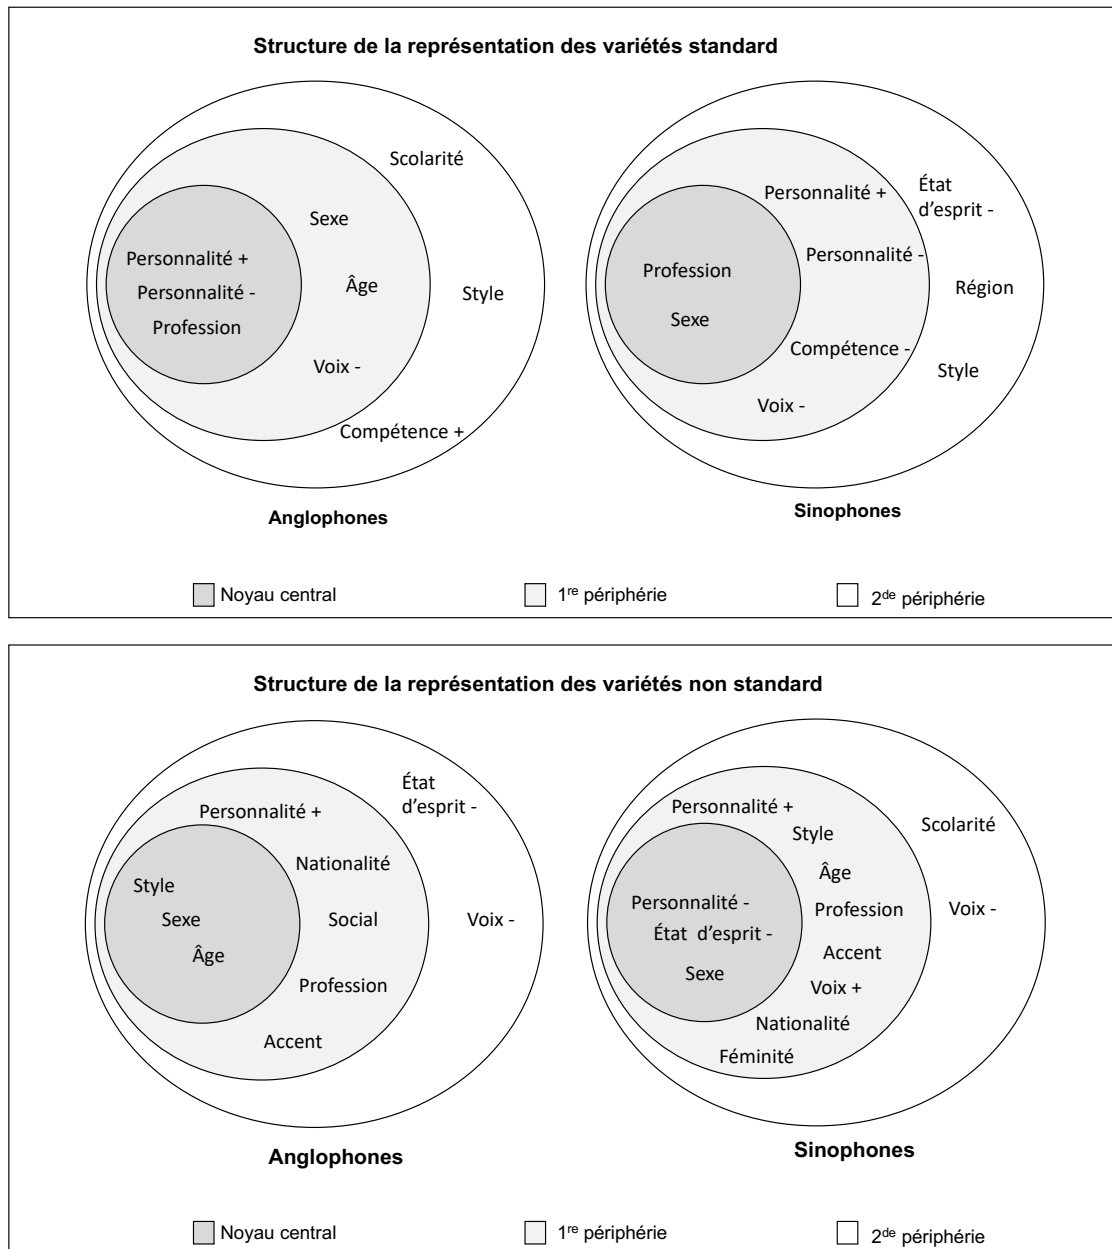 Structure de la représentation des variétés standard
Scolarité
Sexe
Personnalité +
Personnalité -
Profession
Âge
Style
Voix -
Compétence +
Anglophones
Personnalité +
État
d'esprit -
Personnalité -
Profession
Région
Sexe
Compétence -
Style
Voix -
Sinophones
Noyau central
1re périphérie
2de périphérie
Structure de la représentation des variétés non standard
État
d'esprit -
Personnalité +
Nationalité
Style
Sexe
Âge
Social
Voix -
Profession
Accent
Anglophones
Personnalité +
Style
Scolarité
Âge
Personnalité -
État d'esprit -
Sexe
Profession
Voix -
Accent
Voix +
Nationalité
Féminité
Sinophones
Noyau central
1re périphérie
2de périphérie